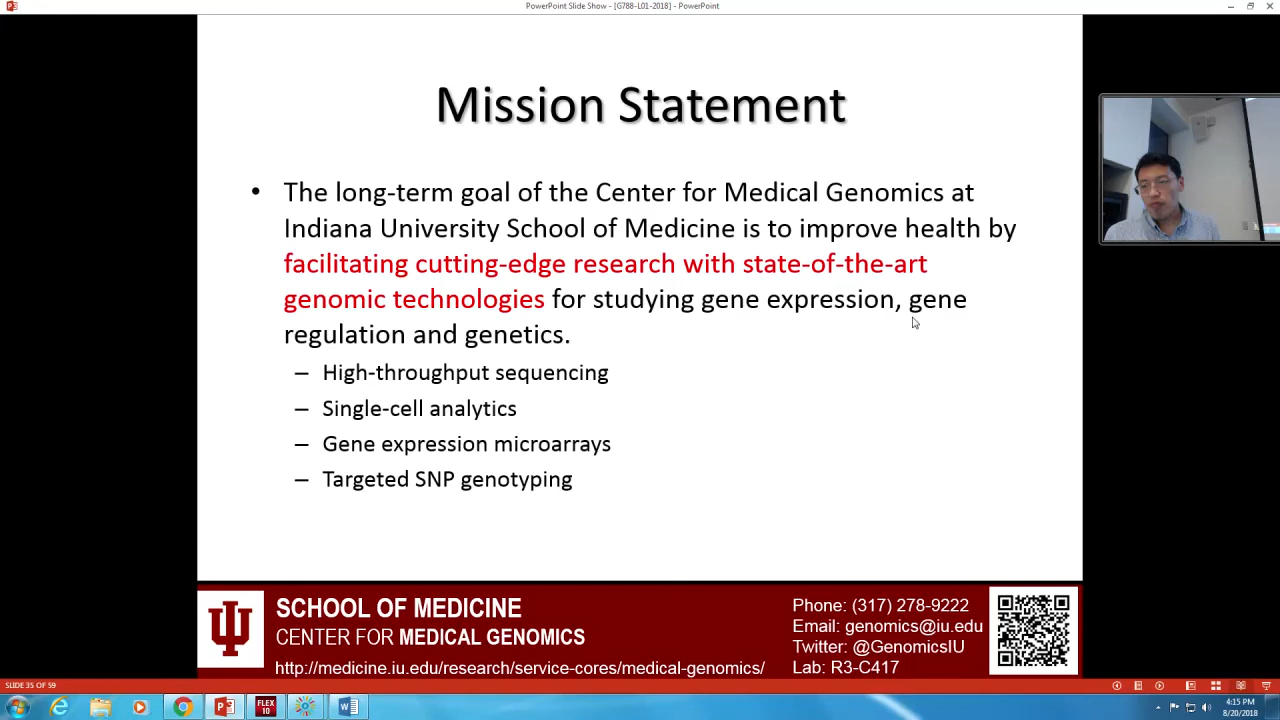 PowerPoint Slide Show - [G788-L01-2018] - PowerPoint
Mission Statement
• The long-term goal of the Center for Medical Genomics at
Indiana University School of Medicine is to improve health by
facilitating cutting-edge research with state-of-the-art
genomic technologies for studying gene expression, gene
regulation and genetics.
– High-throughput sequencing
– Single-cell analytics
– Gene expression microarrays
– Targeted SNP genotyping
SCHOOL OF MEDICINE
CENTER FOR MEDICAL GENOMICS
http://medicine.iu.edu/research/service-cores/medical-genomics/
Phone: (317) 278-9222
Email: genomics@iu.edu
Twitter: @GenomicsIU
Lab: R3-C417
SLIDE 35 OF 59
FLEX
10
4:15 PM
8/20/2018